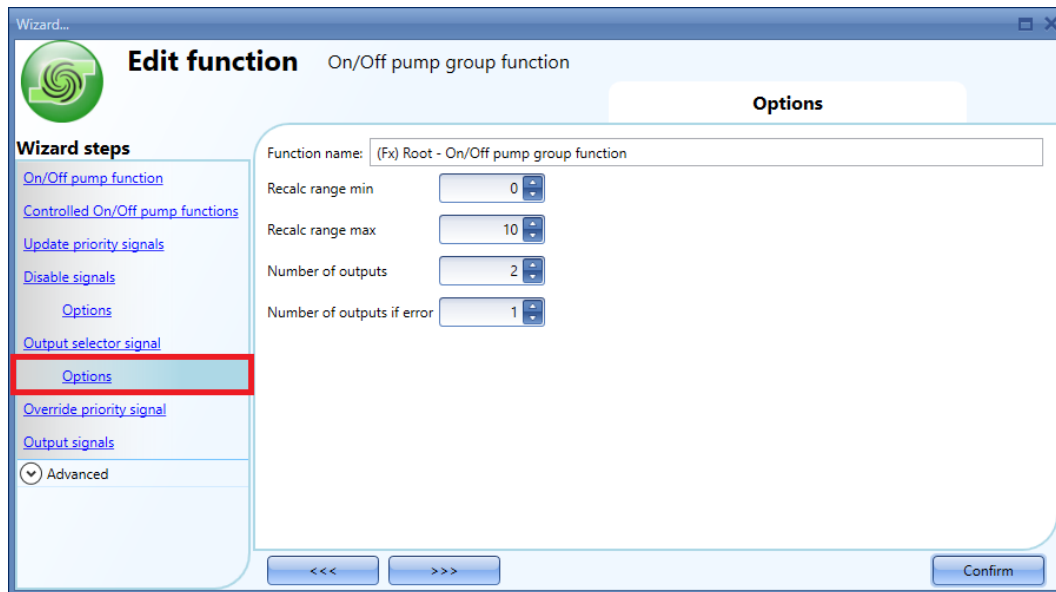 Wizard...
Edit function On/Off pump group function
Options
Wizard steps
On/Off pump function
Controlled On/Off pump functions
Update priority signals
Disable signals
Options
Output selector signal
Options
Override priority signal
Output signals
Advanced
Function name: (Fx) Root - On/Off pump group function
Recalc range min 0
Recalc range max 10
Number of outputs 2
Number of outputs if error 1
<<< >>> Confirm